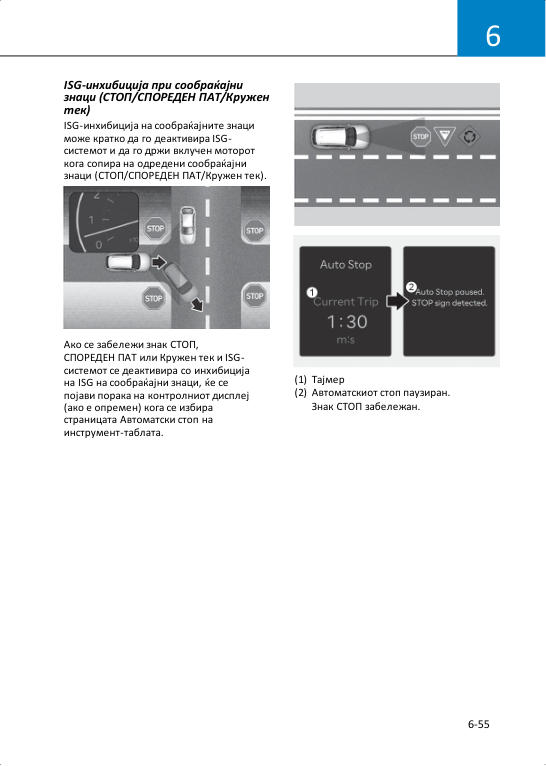 6
ISG-инхибиција при сообраќајни
знаци (СТОП/СПОРЕДЕН ПАТ/Кружен
тек)
ISG-инхибиција на сообраќајните знаци
може кратко да го деактивира ISG-
системот и да го држи вклучен моторот
кога сопира на одредени сообраќајни
знаци (СТОП/СПОРЕДЕН ПАТ/Кружен тек).
2
1
0
STOP
STOP
STOP
STOP
Ако се забележи знак СТОП,
СПОРЕДЕН ПАТ или Кружен тек и ISG-
системот се деактивира со инхибиција
на ISG на сообраќајни знаци, ќе се
појави порака на контролниот дисплеј
(ако е опремен) кога се избира
страницата Автоматски стоп на
инструмент-таблата.
STOP
Auto Stop
1
Current Trip
1:30
m:s
2
Auto Stop paused.
STOP sign detected.
(1) Тајмер
(2) Автоматскиот стоп паузиран.
Знак СТОП забележан.
6-55